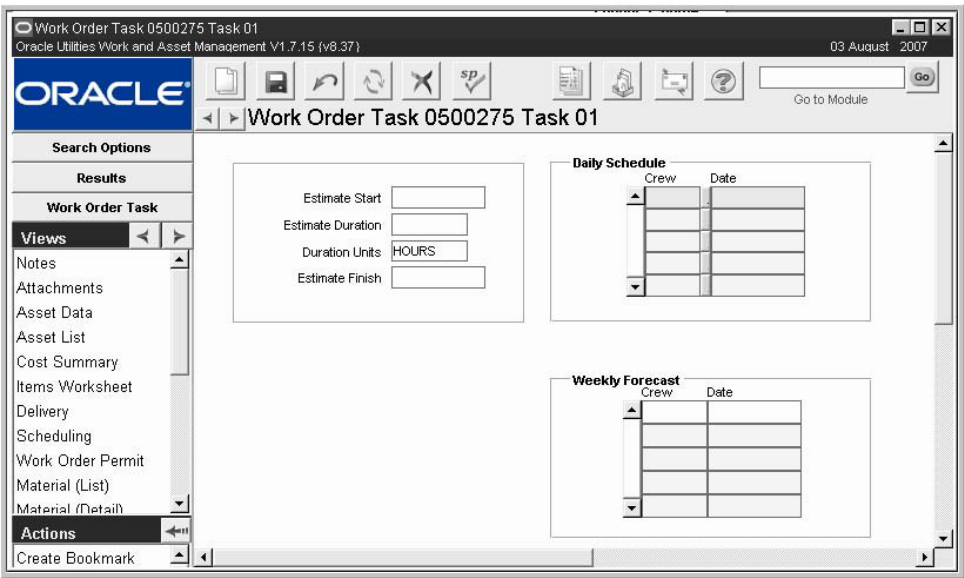 Work Order Task 0500275 Task 01
Oracle Utilities Work and Asset Management V1.7.15 (v8.37)
03 August 2007
ORACLE
sp
Go
Go to Module
Work Order Task 0500275 Task 01
Search Options
Results
Work Order Task
Views
Notes
Attachments
Asset Data
Asset List
Cost Summary
Items Worksheet
Delivery
Scheduling
Work Order Permit
Material (List)
Material (Detail)
Actions
Create Bookmark
Estimate Start
Estimate Duration
Duration Units HOURS
Estimate Finish
Daily Schedule
Crew Date
Weekly Forecast
Crew Date